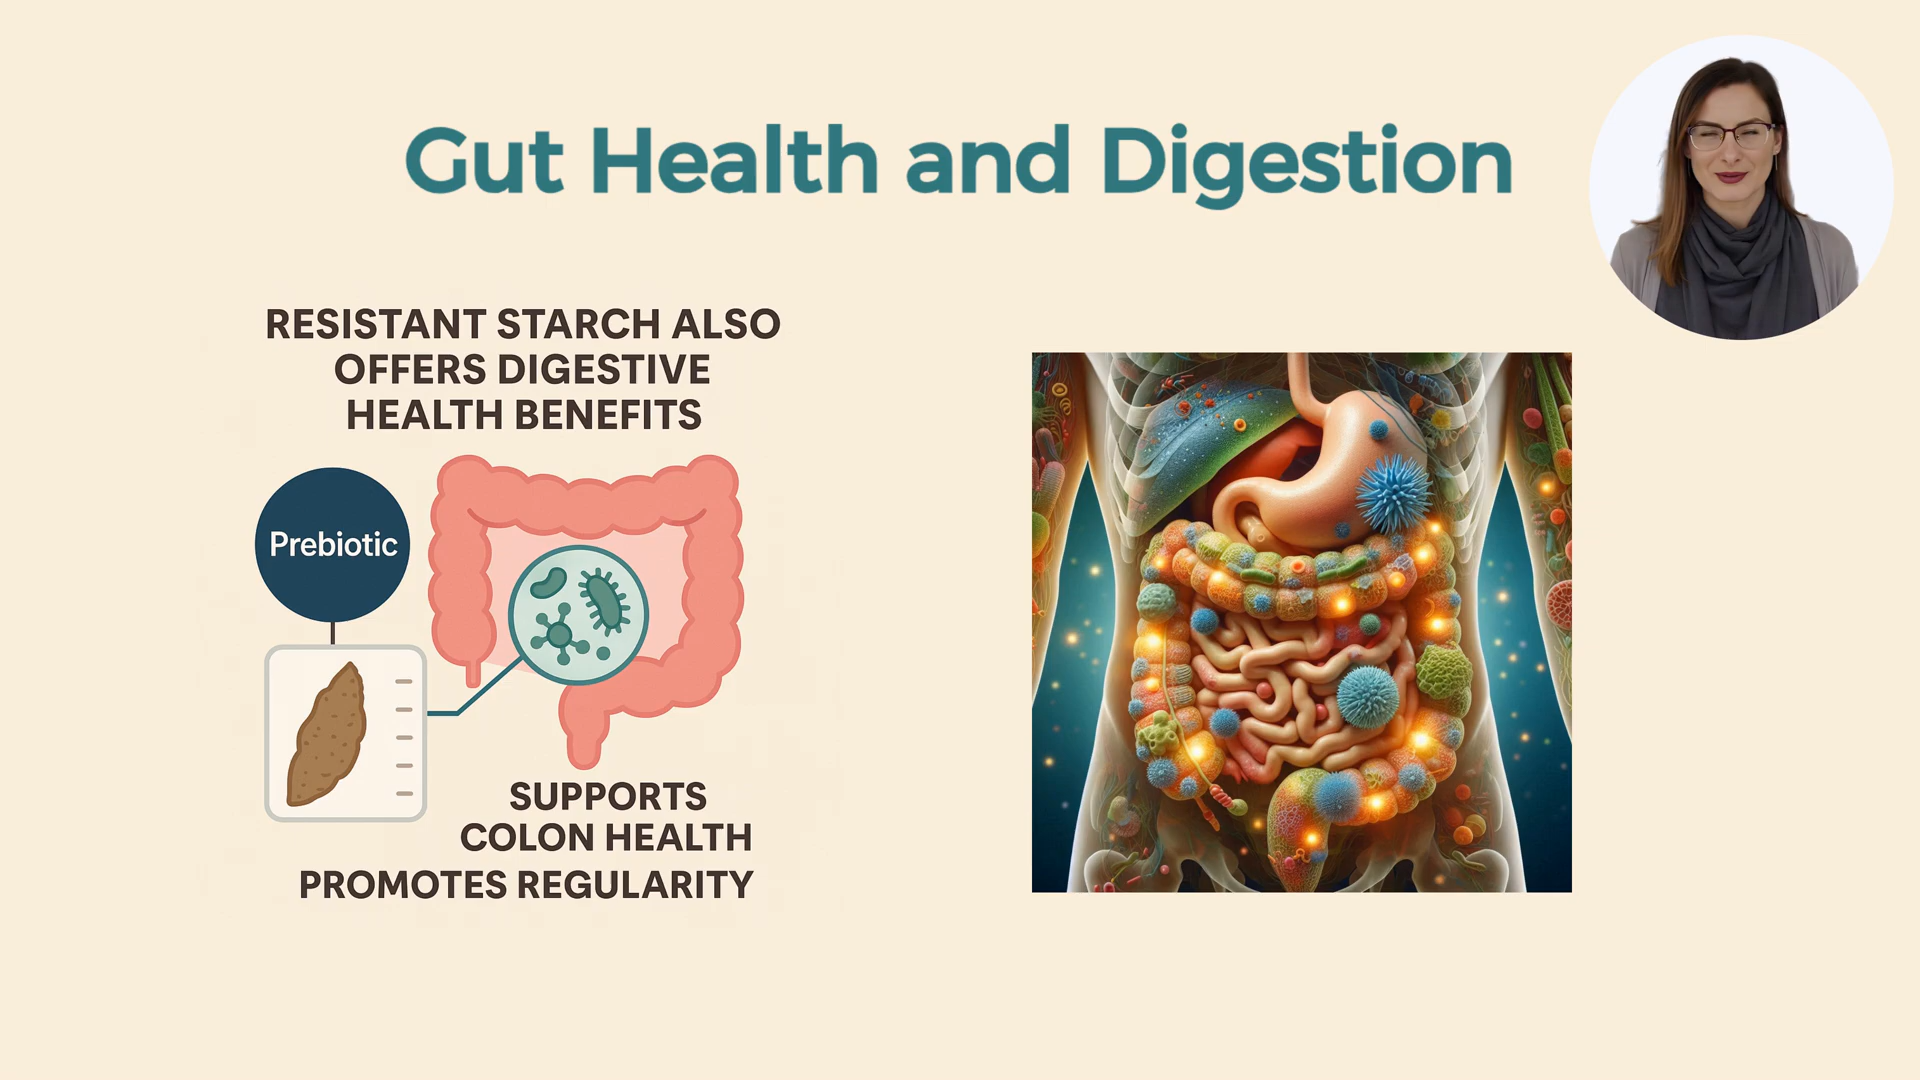 Gut Health and Digestion
RESISTANT STARCH ALSO
OFFERS DIGESTIVE
HEALTH BENEFITS
Prebiotic
SUPPORTS
COLON HEALTH
PROMOTES REGULARITY